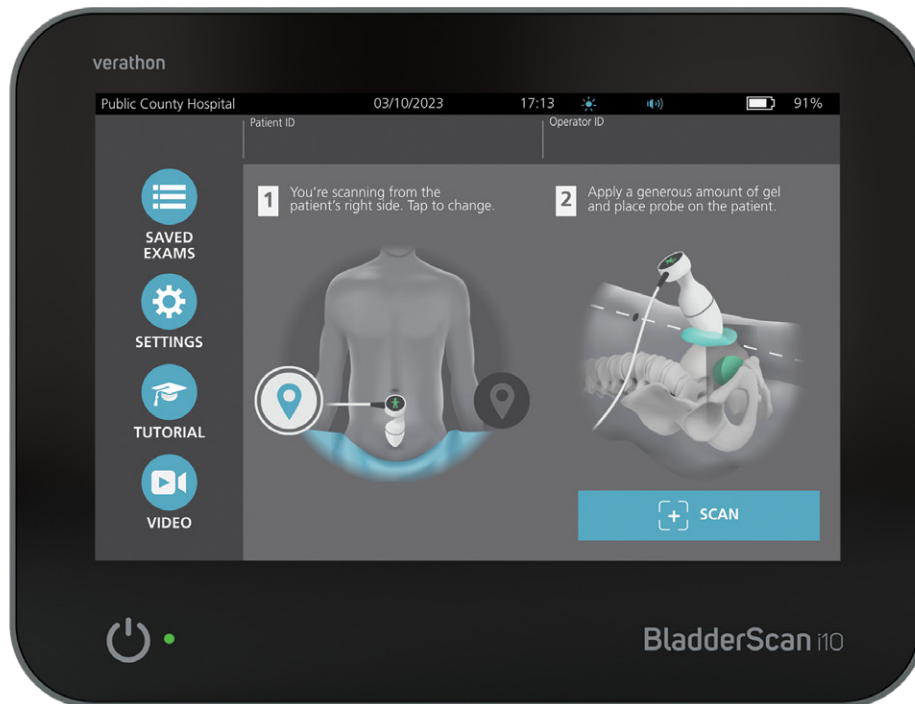 verathon
Public County Hospital 03/10/2023 17:13 91%
Patient ID
Operator ID
SAVED
EXAMS
SETTINGS
TUTORIAL
VIDEO
1
You're scanning from the
patient's right side. Tap to change.
2
Apply a generous amount of gel
and place probe on the patient.
SCAN
BladderScan i10